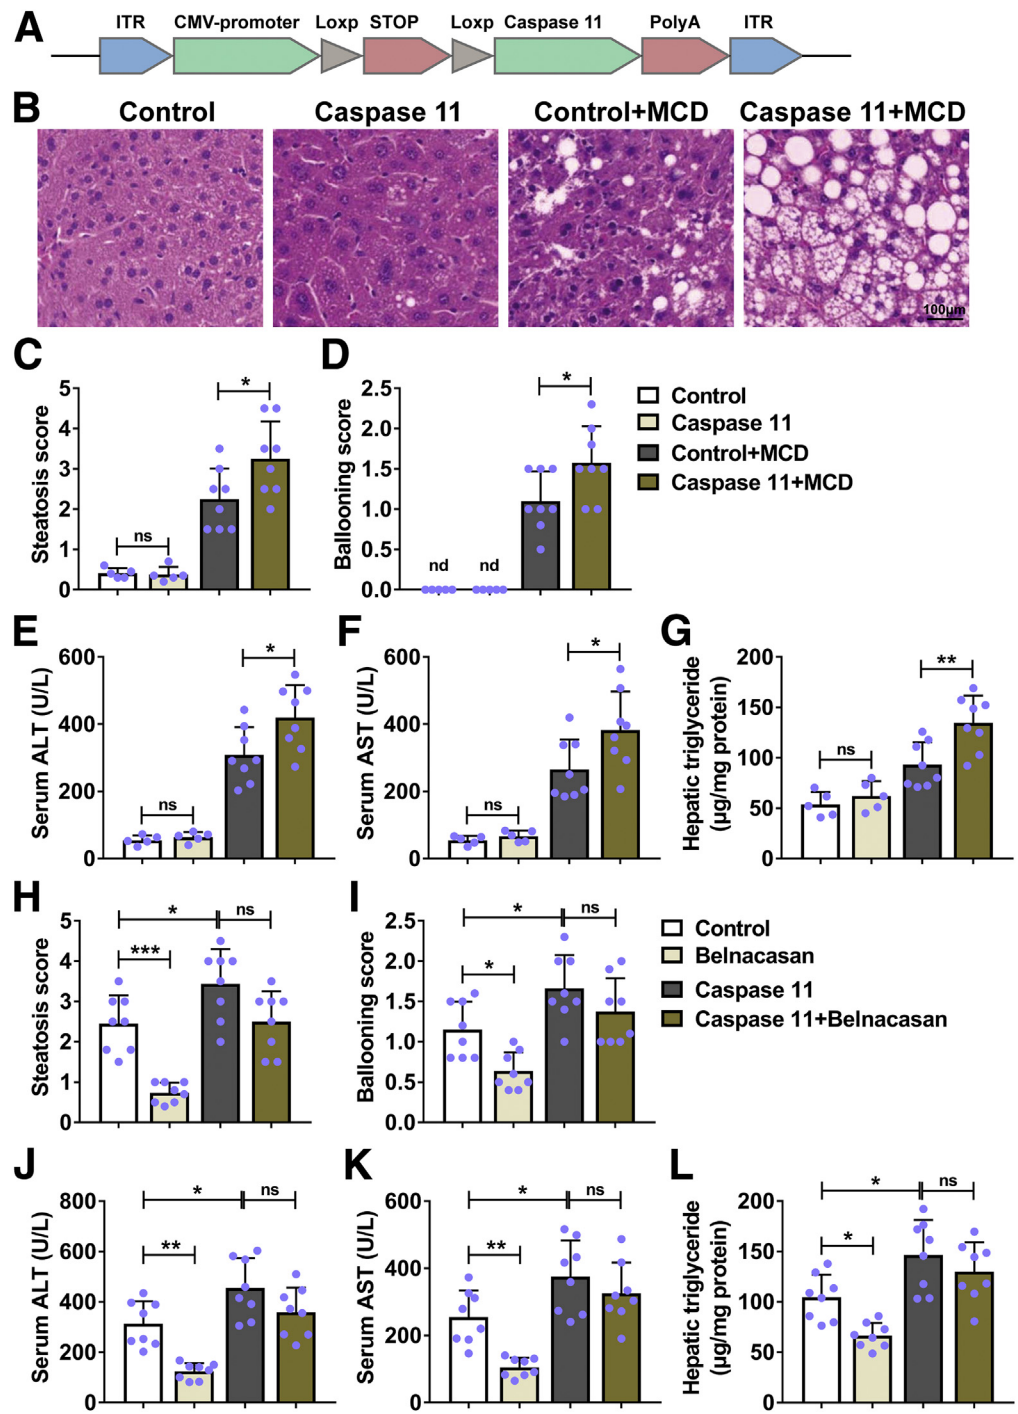 A
ITR CMV-promoter Loxp STOP Loxp Caspase 11 PolyA ITR
B
Control Caspase 11 Control+MCD Caspase 11+MCD
100μm
C
Steatosis score
5
4
3
2
1
0
ns
*
D
Ballooning score
2.5
2.0
1.5
1.0
0.5
0.0
nd nd
*
Control
Caspase 11
Control+MCD
Caspase 11+MCD
E
Serum ALT (U/L)
600
400
200
0
ns
*
F
Serum AST (U/L)
600
400
200
0
ns
*
G
Hepatic triglyceride
(μg/mg protein)
200
150
100
50
0
ns
**
H
Steatosis score
5
4
3
2
1
0
* ns
***
I
Ballooning score
2.5
2.0
1.5
1.0
0.5
0.0
* ns
*
Control
Belnacasan
Caspase 11
Caspase 11+Belnacasan
J
Serum ALT (U/L)
800
600
400
200
0
* ns
**
K
Serum AST (U/L)
600
400
200
0
* ns
**
L
Hepatic triglyceride
(μg/mg protein)
200
150
100
50
0
* ns
*